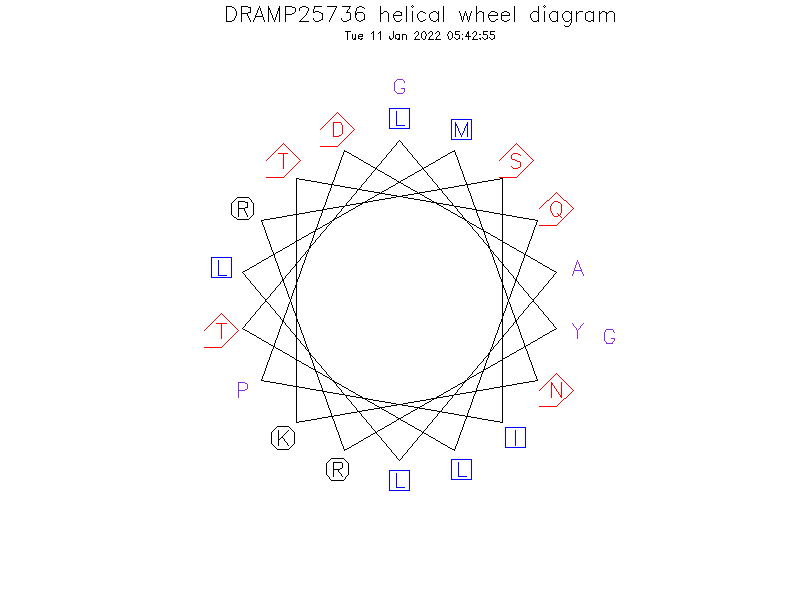 DRAMP25736 helical wheel diagram
Tue 11 Jan 2022 05:42:55
G
L
D
M
T
S
R
Q
L
A
T
Y
G
P
N
K
I
R
L
L